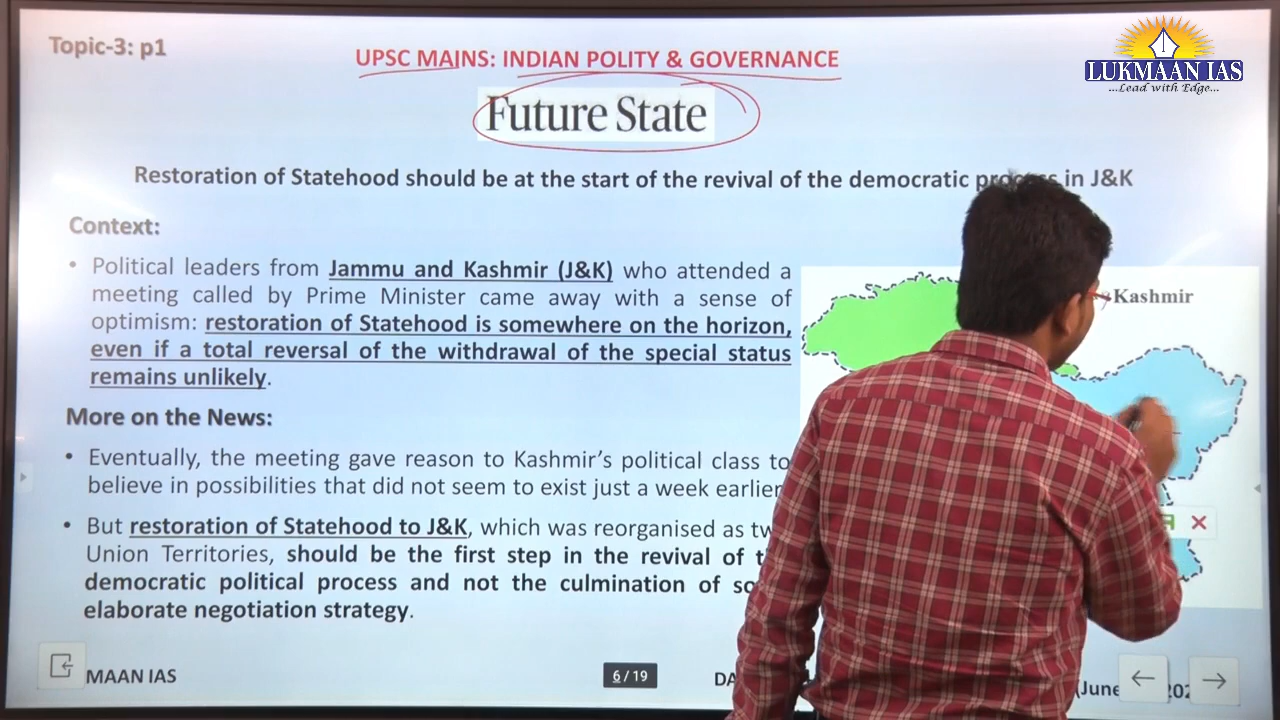 Topic-3: p1
UPSC MAINS: INDIAN POLITY & GOVERNANCE
LUKMAAN IAS
...Lead with Edge...
Future State
Restoration of Statehood should be at the start of the revival of the democratic process in J&K
Context:
• Political leaders from Jammu and Kashmir (J&K) who attended a
meeting called by Prime Minister came away with a sense of
optimism: restoration of Statehood is somewhere on the horizon,
even if a total reversal of the withdrawal of the special status
remains unlikely.
Kashmir
More on the News:
• Eventually, the meeting gave reason to Kashmir's political class to
believe in possibilities that did not seem to exist just a week earlier
• But restoration of Statehood to J&K, which was reorganised as
Union Territories, should be the first step in the revival of
democratic political process and not the culmination of
elaborate negotiation strategy.
MAAN IAS
6 / 19
(June